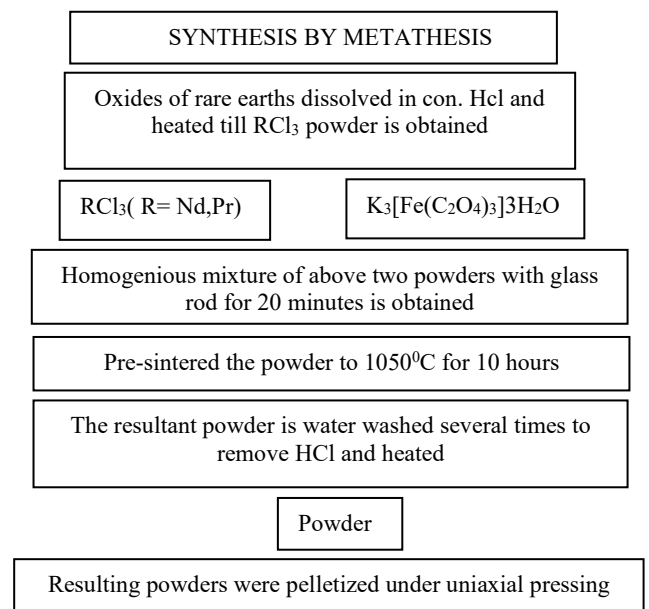 SYNTHESIS BY METATHESIS
Oxides of rare earths dissolved in con. Hcl and
heated till RCl₃ powder is obtained
RCl₃( R= Nd,Pr)
K₃[Fe(C₂O₄)₃]3H₂O
Homogenious mixture of above two powders with glass
rod for 20 minutes is obtained
Pre-sintered the powder to 1050⁰C for 10 hours
The resultant powder is water washed several times to
remove HCl and heated
Powder
Resulting powders were pelletized under uniaxial pressing